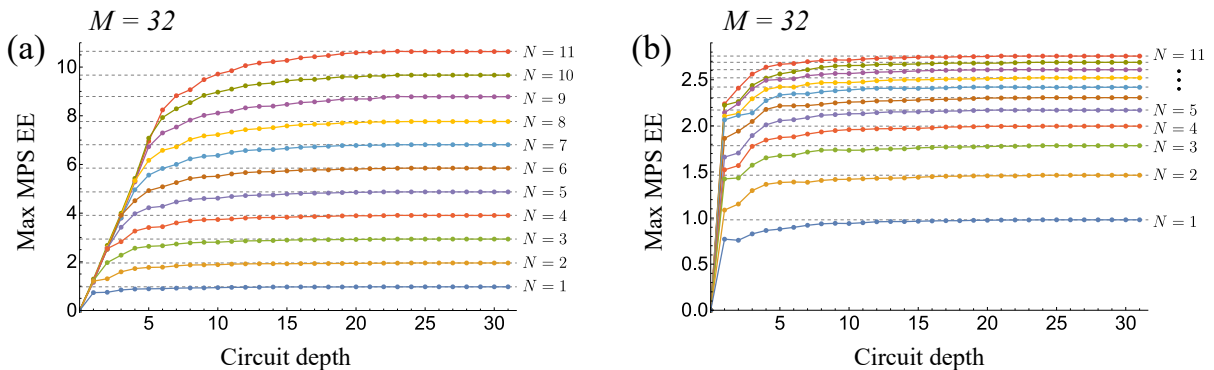 M = 32
(a)
Max MPS EE
10
8
6
4
2
0
5
10
15
20
25
30
Circuit depth
N = 11
N = 10
N = 9
N = 8
N = 7
N = 6
N = 5
N = 4
N = 3
N = 2
N = 1
M = 32
(b)
Max MPS EE
2.5
2.0
1.5
1.0
0.5
0.0
5
10
15
20
25
30
Circuit depth
N = 11
⋮
N = 5
N = 4
N = 3
N = 2
N = 1